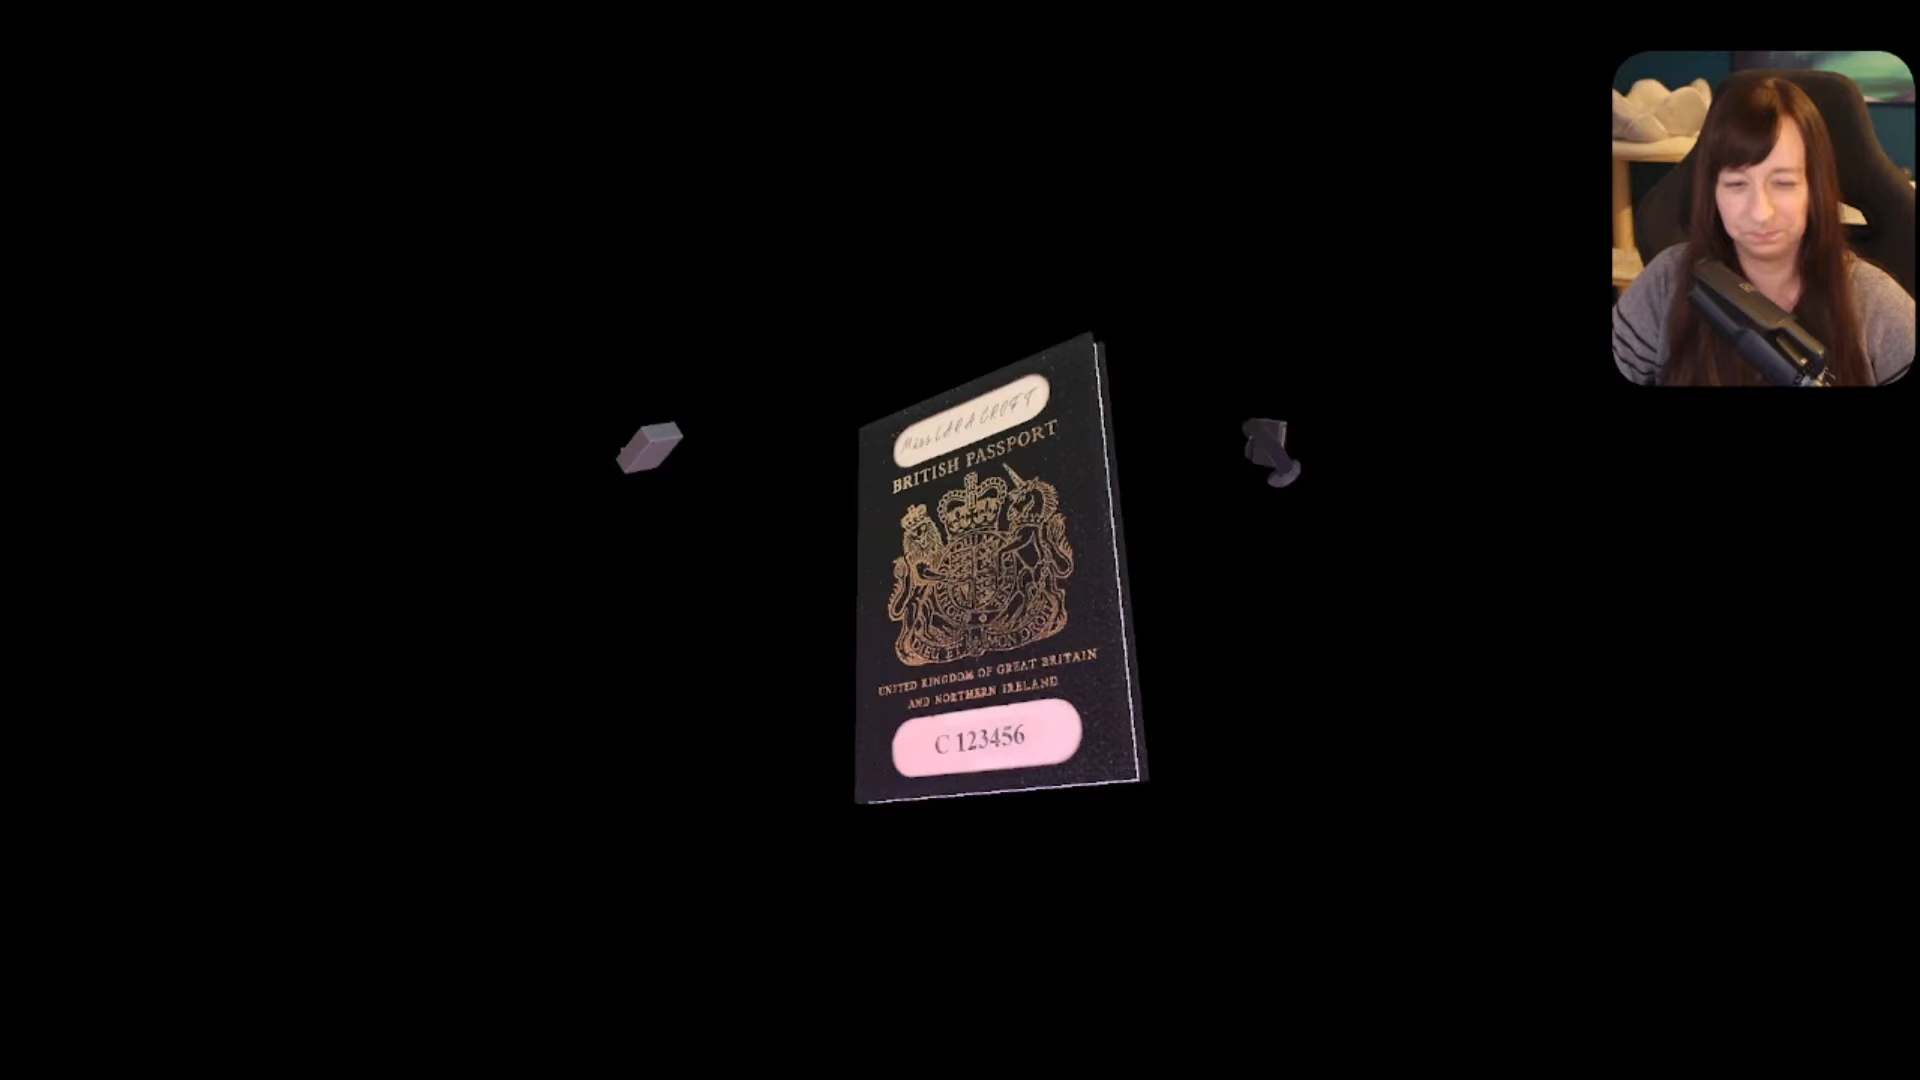 Miss LARA CROFT
BRITISH PASSPORT
DIEU ET MON DROIT
UNITED KINGDOM OF GREAT BRITAIN
AND NORTHERN IRELAND
C 123456